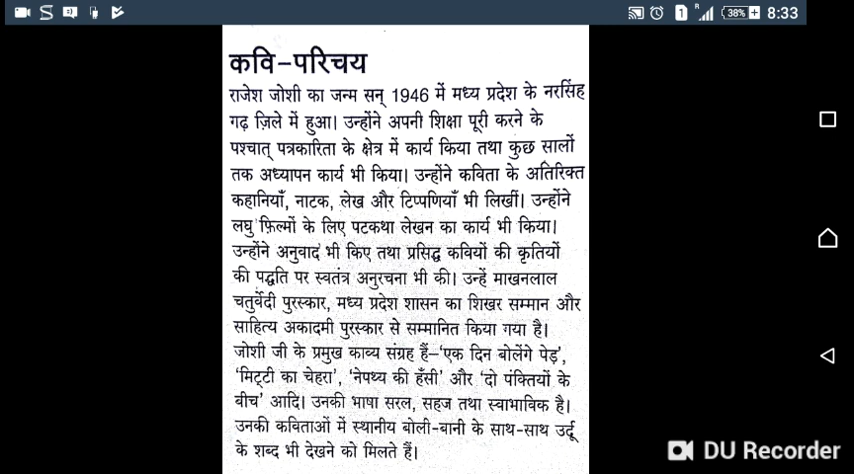 38%
8:33
कवि-परिचय
राजेश जोशी का जन्म सन् 1946 में मध्य प्रदेश के नरसिंह
गढ़ ज़िले में हुआ। उन्होंने अपनी शिक्षा पूरी करने के
पश्चात् पत्रकारिता के क्षेत्र में कार्य किया तथा कुछ सालों
तक अध्यापन कार्य भी किया। उन्होंने कविता के अतिरिक्त
कहानियाँ, नाटक, लेख और टिप्पणियाँ भी लिखीं। उन्होंने
लघु फ़िल्मों के लिए पटकथा लेखन का कार्य भी किया।
उन्होंने अनुवाद भी किए तथा प्रसिद्ध कवियों की कृतियों
की पद्धति पर स्वतंत्र अनुरचना भी की। उन्हें माखनलाल
चतुर्वेदी पुरस्कार, मध्य प्रदेश शासन का शिखर सम्मान और
साहित्य अकादमी पुरस्कार से सम्मानित किया गया है।
जोशी जी के प्रमुख काव्य संग्रह हैं–'एक दिन बोलेंगे पेड़',
'मिट्टी का चेहरा', 'नेपथ्य की हँसी' और 'दो पंक्तियों के
बीच' आदि। उनकी भाषा सरल, सहज तथा स्वाभाविक है।
उनकी कविताओं में स्थानीय बोली-बानी के साथ-साथ उर्दू
के शब्द भी देखने को मिलते हैं।
DU Recorder